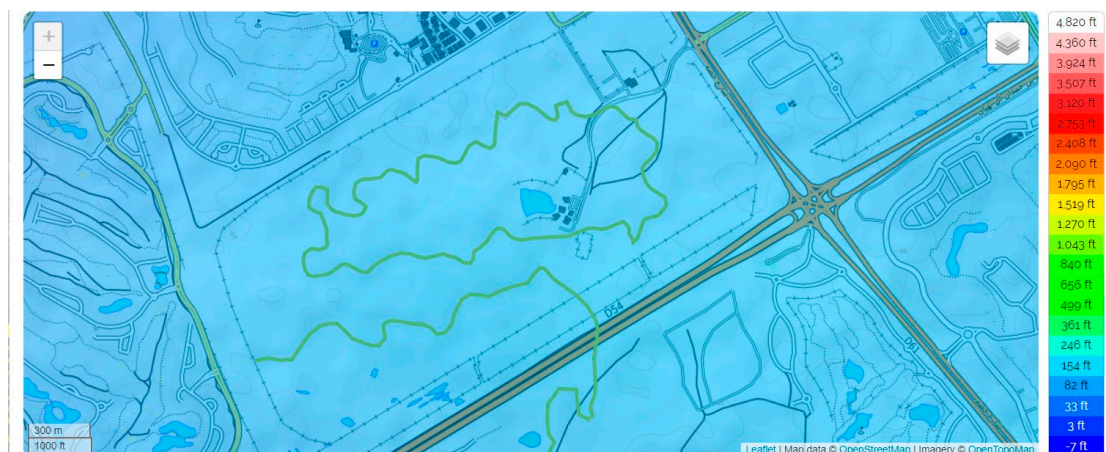 +
−
4,820 ft
4,360 ft
3,924 ft
3,507 ft
3,120 ft
2,753 ft
2,408 ft
2,090 ft
1,795 ft
1,519 ft
1,270 ft
1,043 ft
840 ft
656 ft
499 ft
361 ft
246 ft
154 ft
82 ft
33 ft
3 ft
-7 ft
P
P
D54
D61
300 m
1000 ft
Leaflet | Map data © OpenStreetMap | Imagery © OpenTopoMap